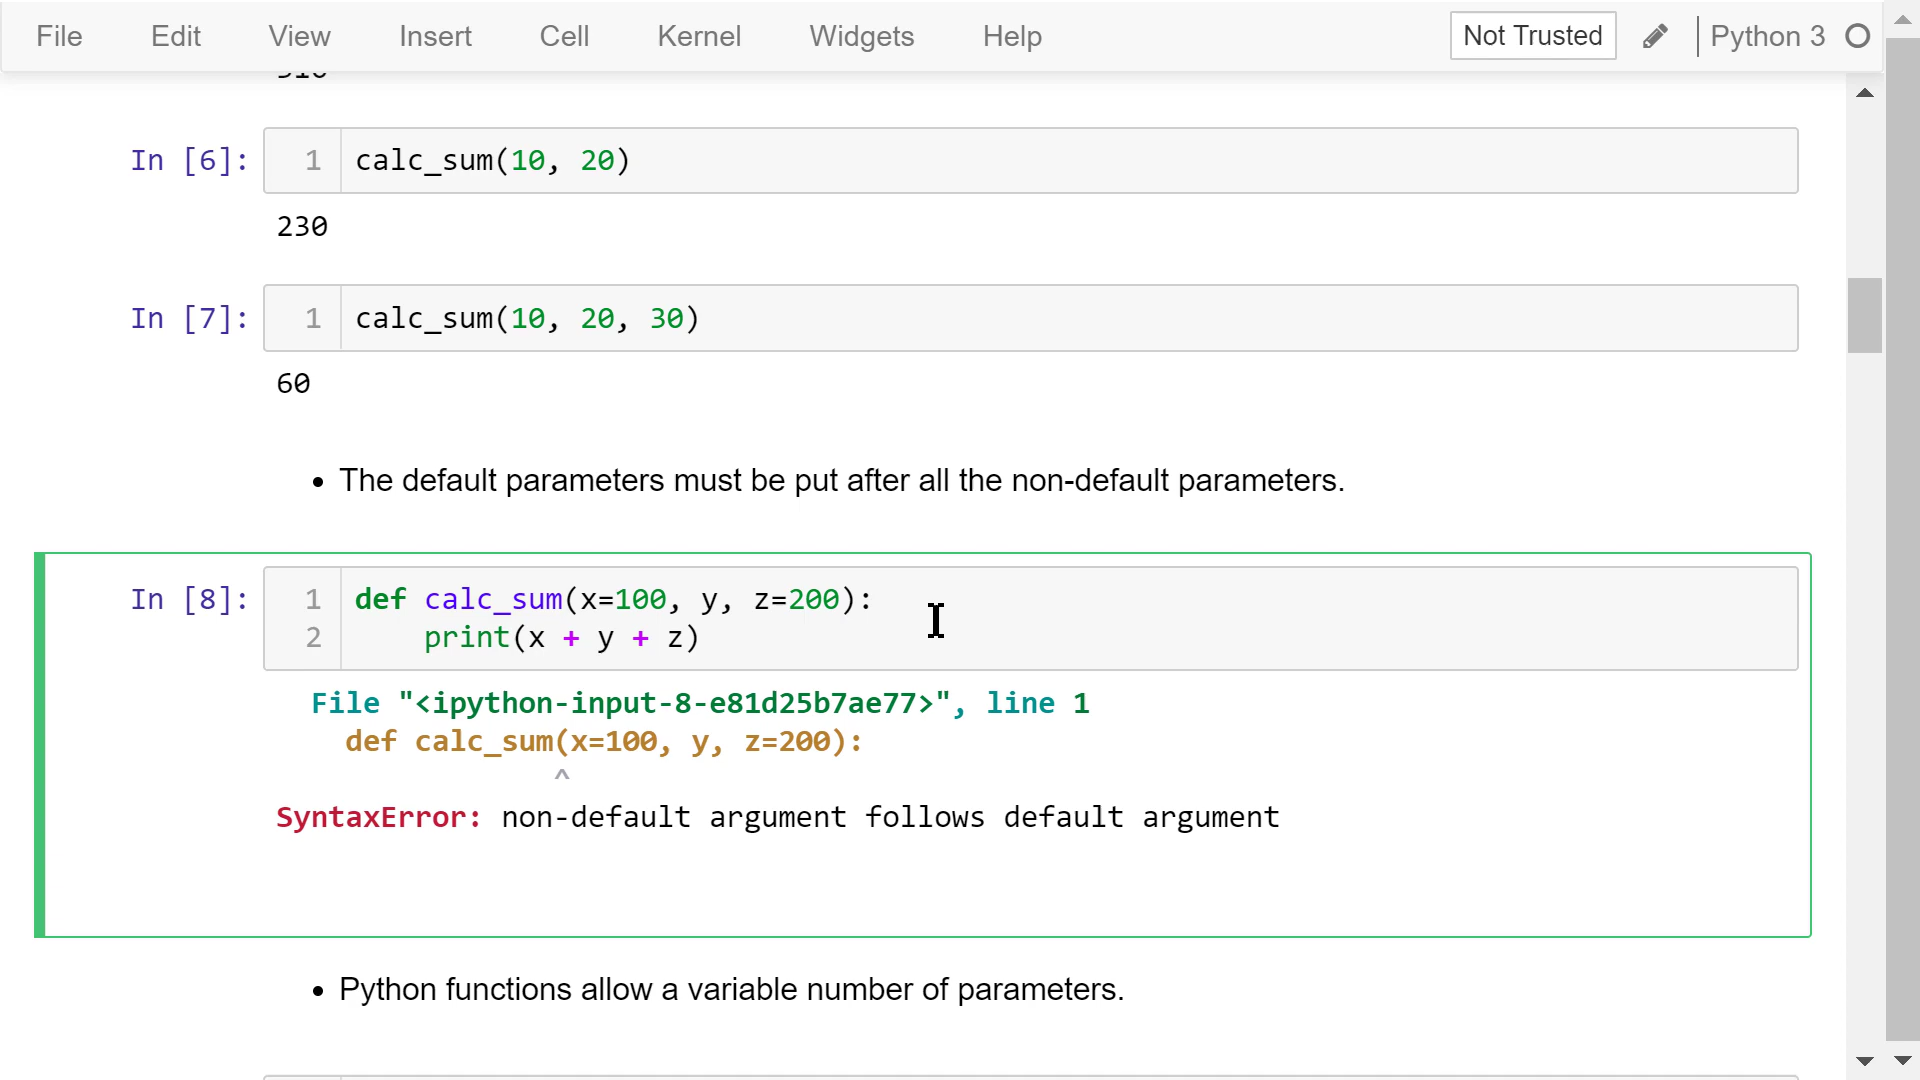 File Edit View Insert Cell Kernel Widgets Help Not Trusted Python 3
In [6]: 1 calc_sum(10, 20)
230
In [7]: 1 calc_sum(10, 20, 30)
60
• The default parameters must be put after all the non-default parameters.
In [8]: 1 def calc_sum(x=100, y, z=200):
2 print(x + y + z)
File "<ipython-input-8-e81d25b7ae77>", line 1
def calc_sum(x=100, y, z=200):
^
SyntaxError: non-default argument follows default argument
• Python functions allow a variable number of parameters.